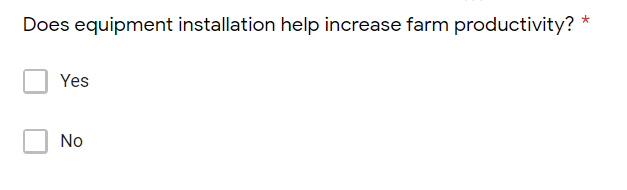 Does equipment installation help increase farm productivity? *
Yes
No